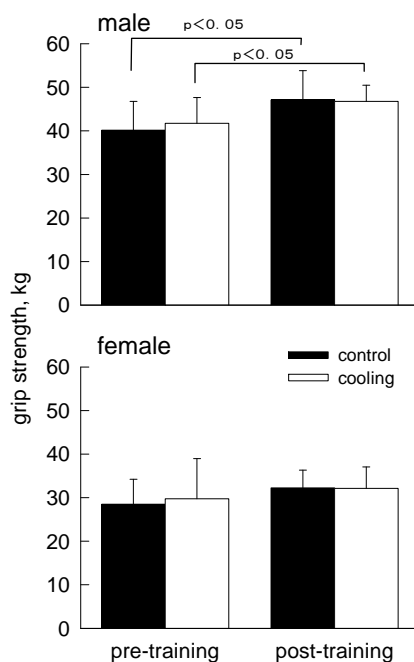 male
p<0.05
p<0.05
60
50
40
30
20
10
0
grip strength, kg
female
control
cooling
60
50
40
30
20
10
0
pre-training
post-training